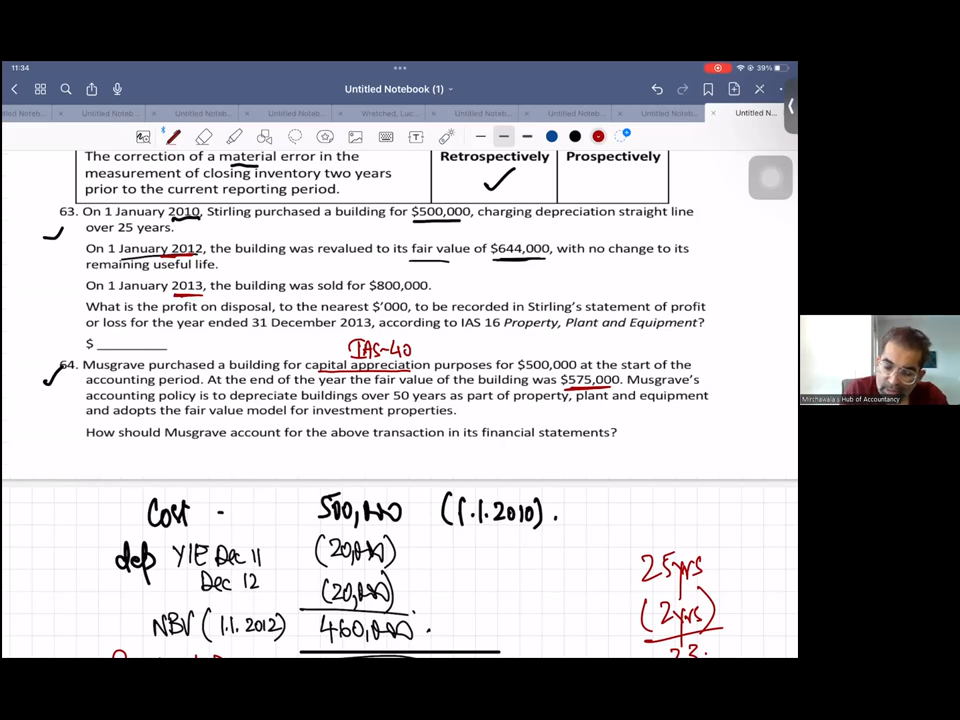 11:34
39%
Untitled Notebook (1)
Untitled Noteb...
Untitled Noteb...
Wretched, Luc...
Untitled Noteb...
Untitled Noteb...
Untitled N...
The correction of a material error in the measurement of closing inventory two years prior to the current reporting period.
Retrospectively
Prospectively
63. On 1 January 2010, Stirling purchased a building for $500,000, charging depreciation straight line
over 25 years.
On 1 January 2012, the building was revalued to its fair value of $644,000, with no change to its
remaining useful life.
On 1 January 2013, the building was sold for $800,000.
What is the profit on disposal, to the nearest $'000, to be recorded in Stirling's statement of profit
or loss for the year ended 31 December 2013, according to IAS 16 Property, Plant and Equipment?
$ __________
IAS-40
64. Musgrave purchased a building for capital appreciation purposes for $500,000 at the start of the
accounting period. At the end of the year the fair value of the building was $575,000. Musgrave's
accounting policy is to depreciate buildings over 50 years as part of property, plant and equipment
and adopts the fair value model for investment properties.
How should Musgrave account for the above transaction in its financial statements?
Cost - 500,000 (1.1.2010).
dep Y/E Dec 11 (20,000)
Dec 12 (20,000)
NBV (1.1.2012) 460,000.
25yrs
(2yrs)
23.
Mirchawala's Hub of Accountancy